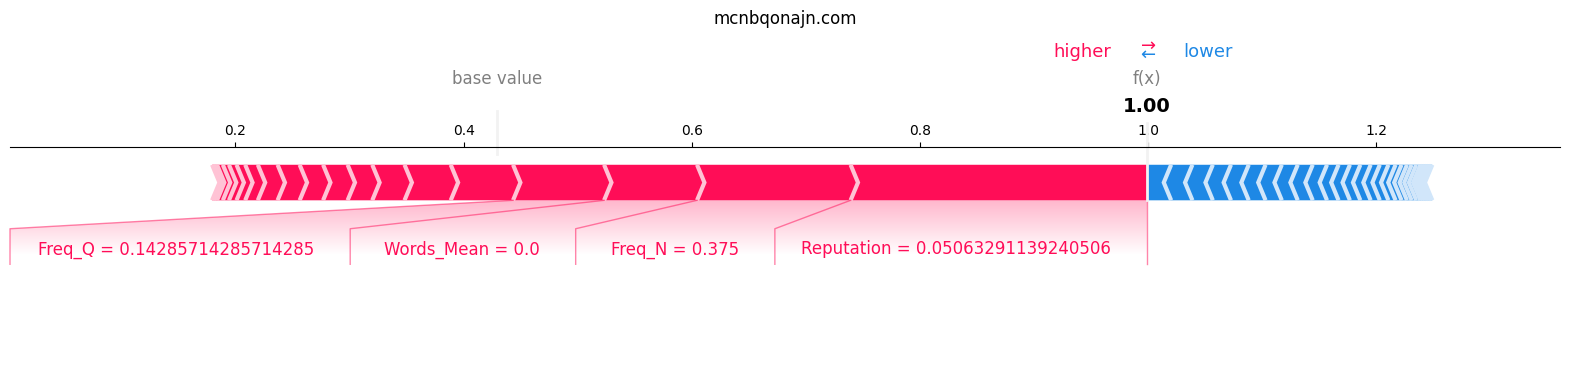 mcnbqonajn.com
higher → ← lower
base value f(x)
1.00
0.2 0.4 0.6 0.8 1.0 1.2
Freq_Q = 0.14285714285714285 Words_Mean = 0.0 Freq_N = 0.375 Reputation = 0.05063291139240506